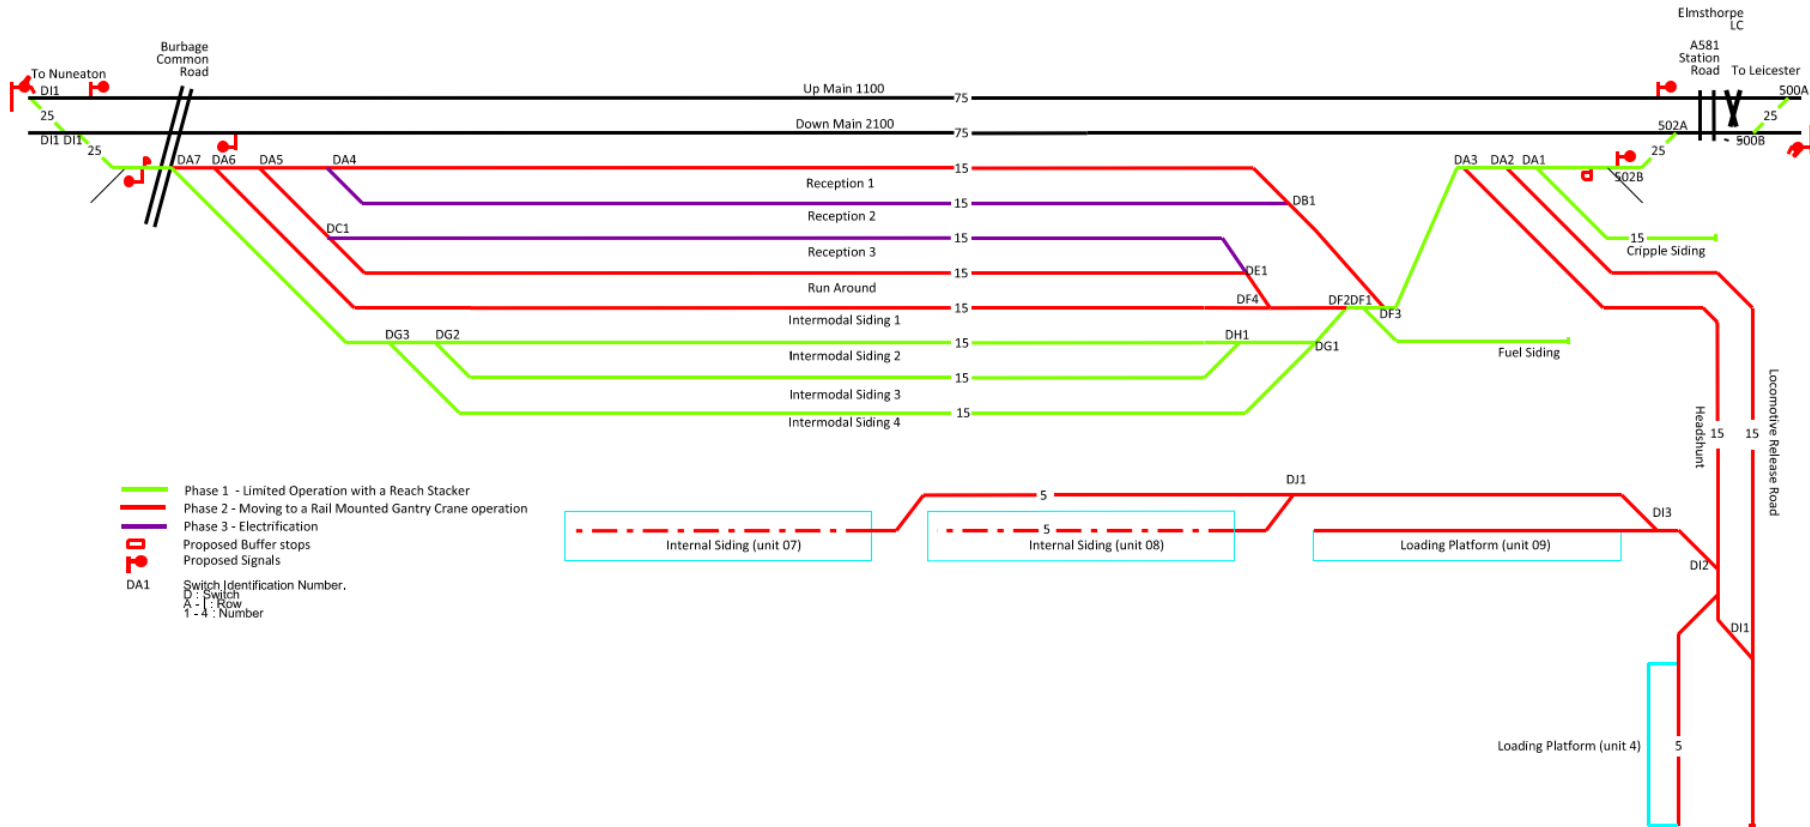 Elmsthorpe
LC
Burbage
Common
Road
A581
Station
Road
To Nuneaton
To Leicester
DI1
Up Main 1100
75
500A
25
25
Down Main 2100
75
502A
DI1 DI1
500B
25
25
DA7
DA6
DA5
DA4
15
DA3
DA2
DA1
502B
Reception 1
15
DB1
Reception 2
DC1
15
15
Reception 3
Cripple Siding
15
DE1
Run Around
DF4
DF2DF1
15
DF3
Intermodal Siding 1
DG3
DG2
15
DH1
DG1
Intermodal Siding 2
Fuel Siding
15
Intermodal Siding 3
15
Intermodal Siding 4
Headshunt
15
15
Locomotive Release Road
Phase 1 - Limited Operation with a Reach Stacker
Phase 2 - Moving to a Rail Mounted Gantry Crane operation
Phase 3 - Electrification
Proposed Buffer stops
Proposed Signals
DA1
Switch Identification Number,
D : Switch
A - I : Row
1 - 4 : Number
5
DJ1
DI3
5
Internal Siding (unit 07)
Internal Siding (unit 08)
Loading Platform (unit 09)
DI2
DI1
Loading Platform (unit 4)
5